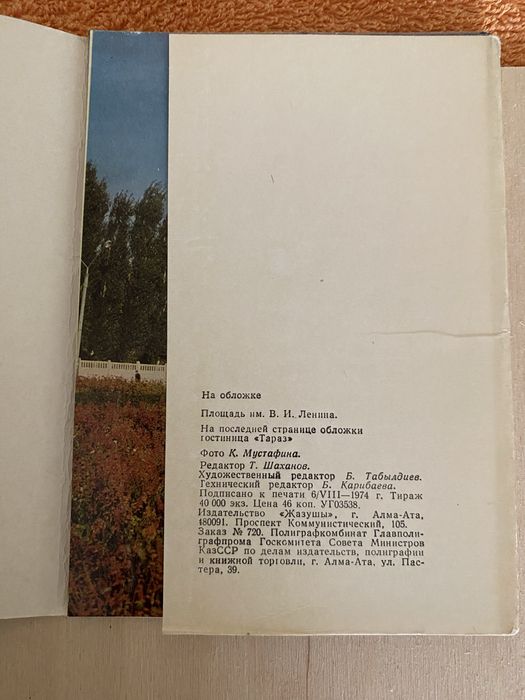 На обложке
Площадь им. В. И. Ленина.
На последней странице обложки
гостиница «Тараз»
Фото К. Мустафина.
Редактор Т. Шаханов.
Художественный редактор Б. Табылдиев.
Технический редактор Б. Карибаева.
Подписано к печати 6/VIII—1974 г. Тираж
40 000 экз. Цена 46 коп. УГ03538.
Издательство «Жазушы», г. Алма-Ата,
480091. Проспект Коммунистический, 105.
Заказ № 720. Полиграфкомбинат Главполи-
графпрома Госкомитета Совета Министров
КазССР по делам издательств, полиграфии
и книжной торговли, г. Алма-Ата, ул. Пас-
тера, 39.